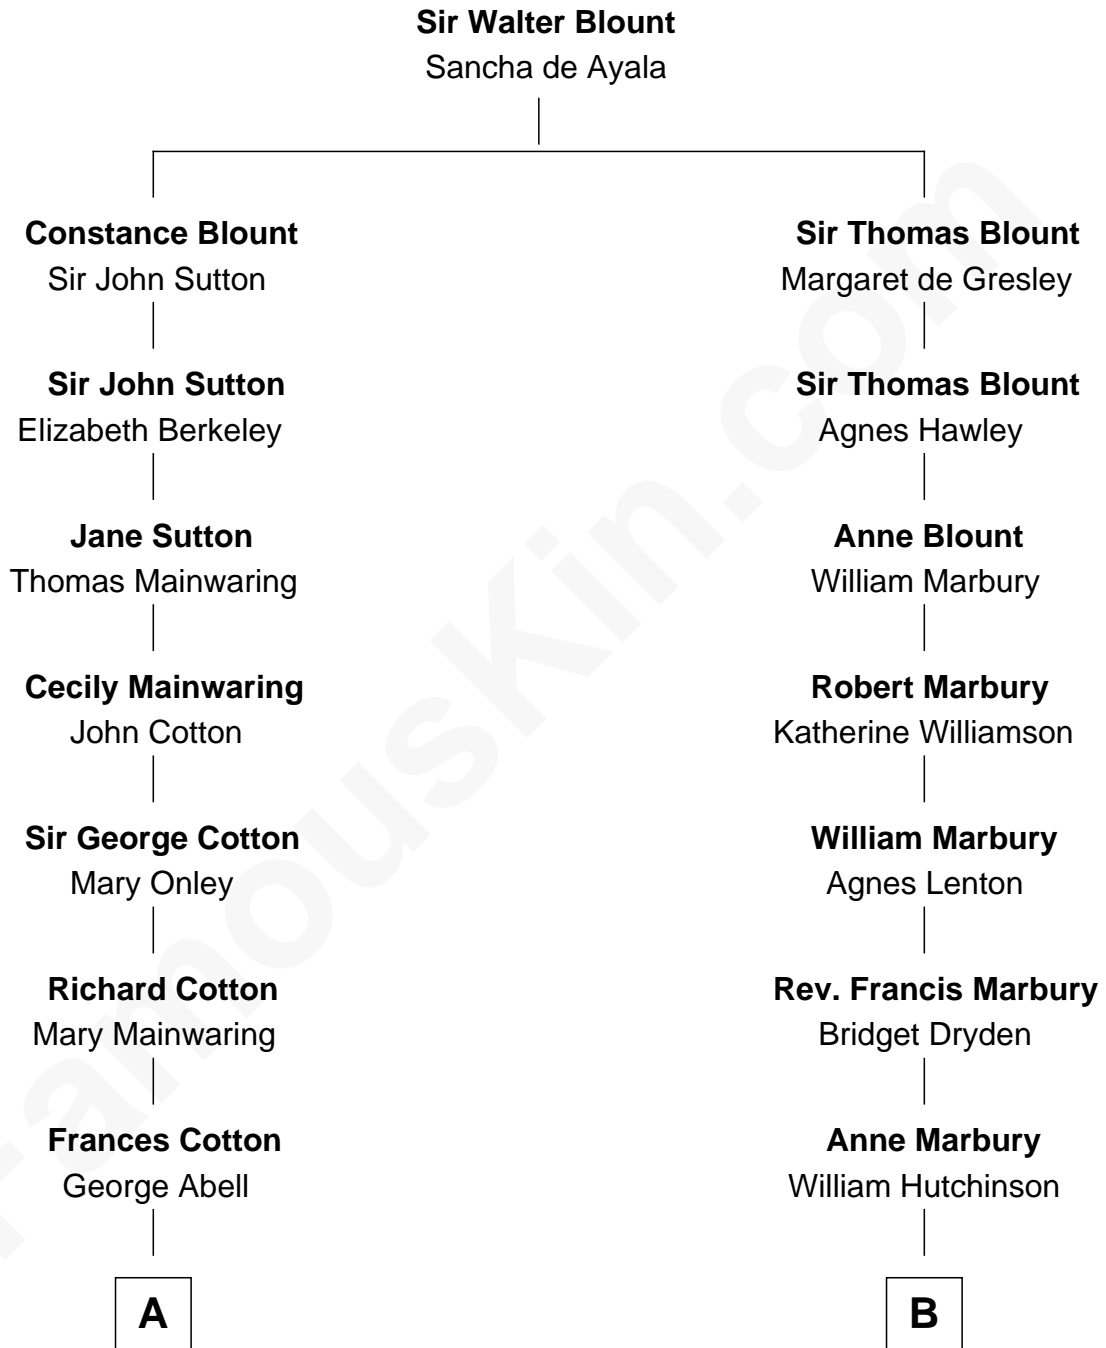 Sir Walter Blount
Sancha de Ayala
Constance Blount
Sir John Sutton
Sir Thomas Blount
Margaret de Gresley
Sir John Sutton
Elizabeth Berkeley
Sir Thomas Blount
Agnes Hawley
Jane Sutton
Thomas Mainwaring
Anne Blount
William Marbury
Cecily Mainwaring
John Cotton
Robert Marbury
Katherine Williamson
Sir George Cotton
Mary Onley
William Marbury
Agnes Lenton
Richard Cotton
Mary Mainwaring
Rev. Francis Marbury
Bridget Dryden
Frances Cotton
George Abell
Anne Marbury
William Hutchinson
A
B
FamousKin.com